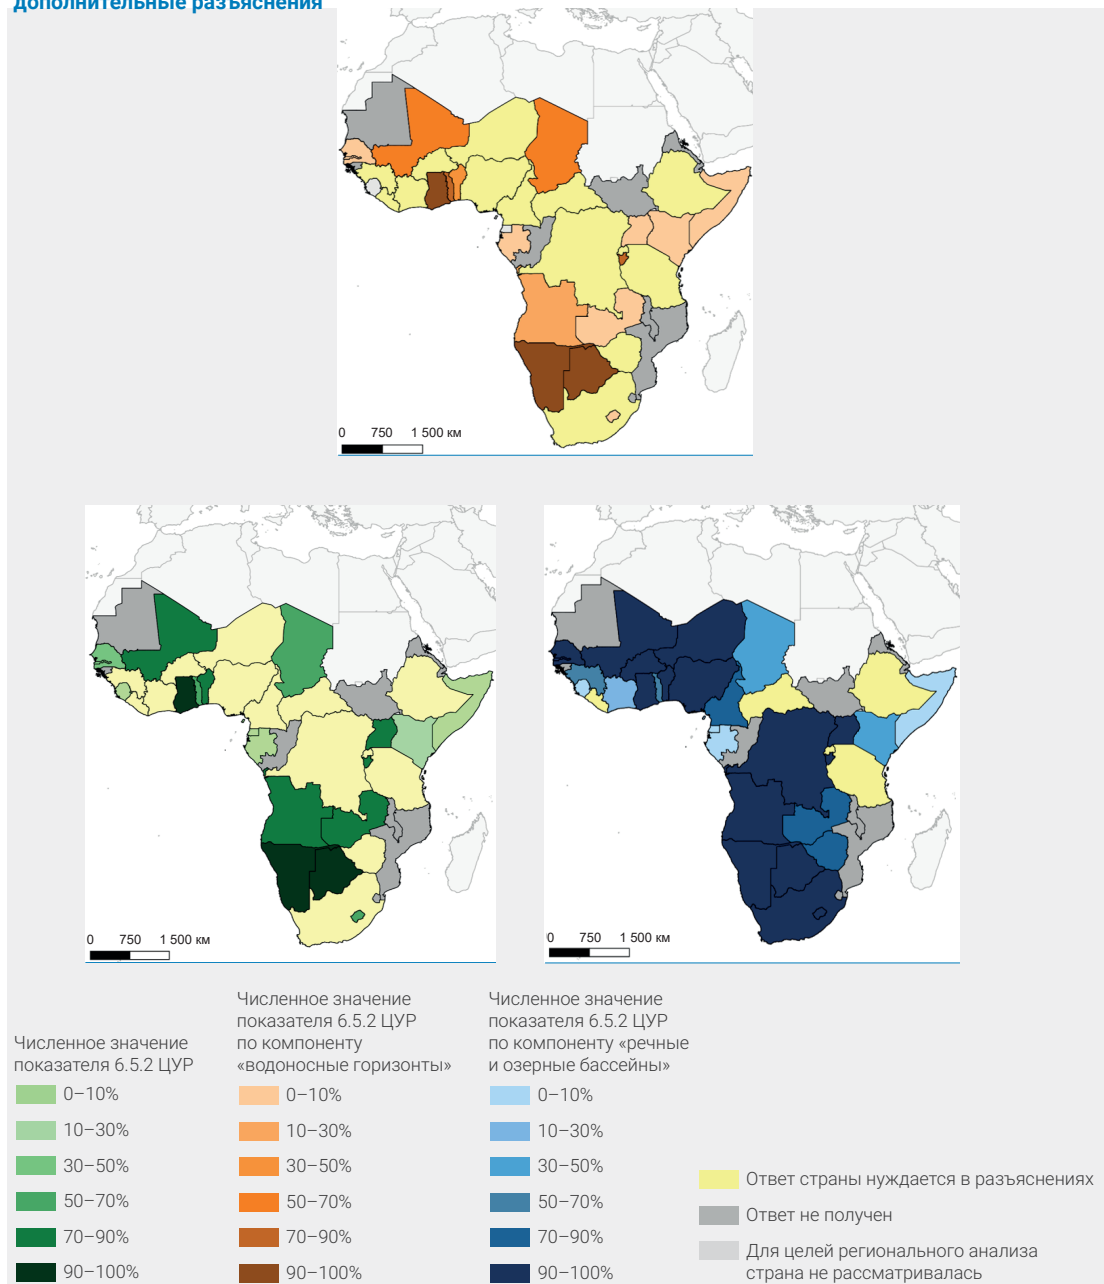 дополнительные разъяснения
0 750 1 500 км
0 750 1 500 км
0 750 1 500 км
Численное значение
показателя 6.5.2 ЦУР
0–10%
10–30%
30–50%
50–70%
70–90%
90–100%
Численное значение
показателя 6.5.2 ЦУР
по компоненту
«водоносные горизонты»
0–10%
10–30%
30–50%
50–70%
70–90%
90–100%
Численное значение
показателя 6.5.2 ЦУР
по компоненту «речные
и озерные бассейны»
0–10%
10–30%
30–50%
50–70%
70–90%
90–100%
Ответ страны нуждается в разъяснениях
Ответ не получен
Для целей регионального анализа
страна не рассматривалась